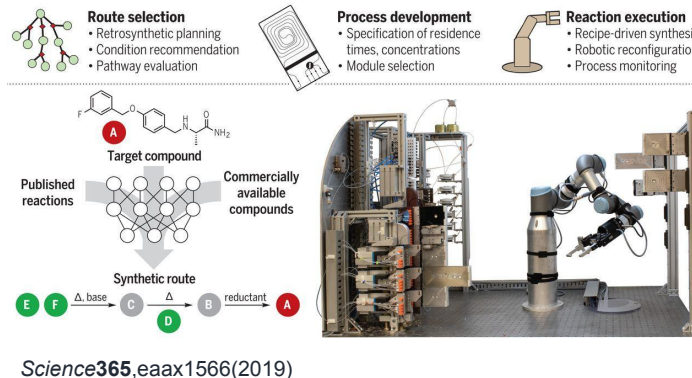 Route selection
• Retrosynthetic planning
• Condition recommendation
• Pathway evaluation
Process development
• Specification of residence
times, concentrations
• Module selection
Reaction execution
• Recipe-driven synthesi
• Robotic reconfiguratio
• Process monitoring
F
O
N
H
O
NH₂
A
Target compound
Published
reactions
Commercially
available
compounds
Synthetic route
E F Δ, base C Δ B reductant A
D
Science365,eaax1566(2019)